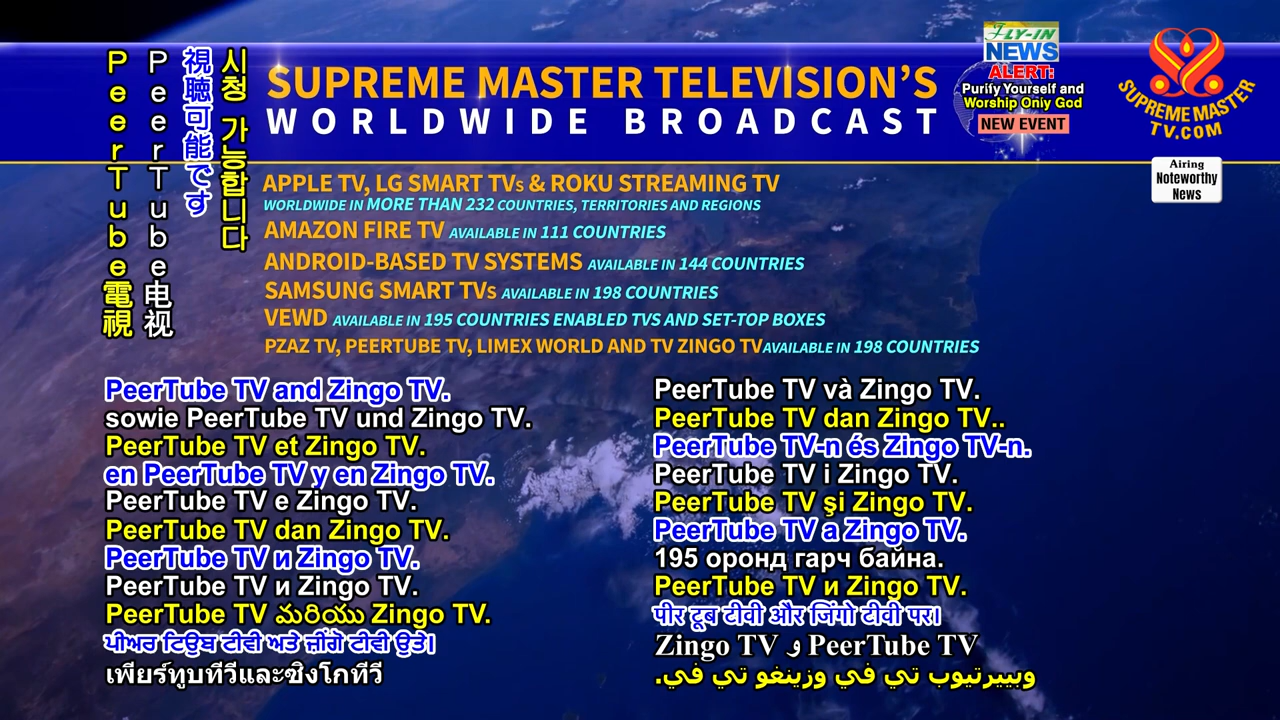 PeerTube電視
PeerTube电视
視聴可能です
시청 가능합니다
SUPREME MASTER TELEVISION'S
WORLDWIDE BROADCAST
FLY-IN
NEWS
ALERT:
Purify Yourself and
Worship Only God
NEW EVENT
SUPREME MASTER
TV.COM
Airing
Noteworthy
News
APPLE TV, LG SMART TVs & ROKU STREAMING TV
WORLDWIDE IN MORE THAN 232 COUNTRIES, TERRITORIES AND REGIONS
AMAZON FIRE TV AVAILABLE IN 111 COUNTRIES
ANDROID-BASED TV SYSTEMS AVAILABLE IN 144 COUNTRIES
SAMSUNG SMART TVs AVAILABLE IN 198 COUNTRIES
VEWD AVAILABLE IN 195 COUNTRIES ENABLED TVS AND SET-TOP BOXES
PZAZ TV, PEERTUBE TV, LIMEX WORLD AND TV ZINGO TV AVAILABLE IN 198 COUNTRIES
PeerTube TV and Zingo TV.
sowie PeerTube TV und Zingo TV.
PeerTube TV et Zingo TV.
en PeerTube TV y en Zingo TV.
PeerTube TV e Zingo TV.
PeerTube TV dan Zingo TV.
PeerTube TV и Zingo TV.
PeerTube TV и Zingo TV.
PeerTube TV మరియు Zingo TV.
ਪੀਅਰ ਟਿਊਬ ਟੀਵੀ ਅਤੇ ਜ਼ੀਂਗੋ ਟੀਵੀ ਉਤੇ।
เพียร์ทูบทีวีและซิงโกทีวี
PeerTube TV và Zingo TV.
PeerTube TV dan Zingo TV..
PeerTube TV-n és Zingo TV-n.
PeerTube TV i Zingo TV.
PeerTube TV şi Zingo TV.
PeerTube TV a Zingo TV.
195 оронд гарч байна.
PeerTube TV и Zingo TV.
पीर टूब टीवी और जिंगो टीवी पर।
PeerTube TV و Zingo TV
وبييرتيوب تي في وزينغو تي في.